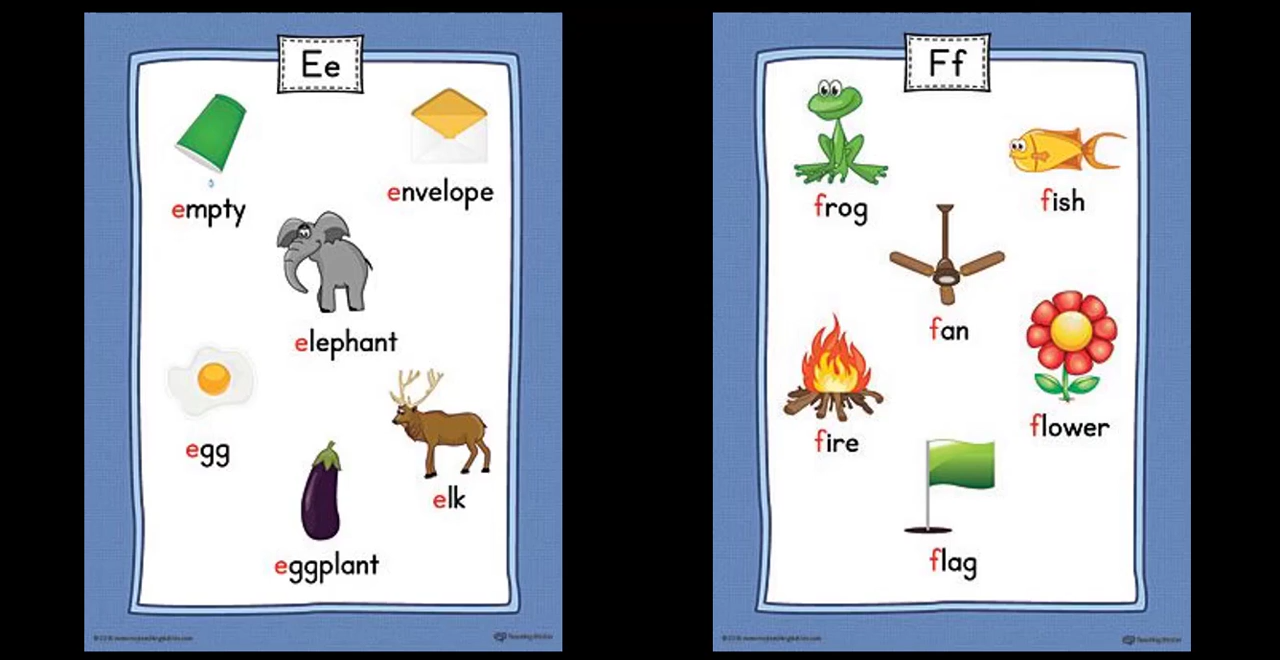 Ee
empty
envelope
elephant
egg
elk
eggplant
Ff
frog
fish
fan
fire
flower
flag